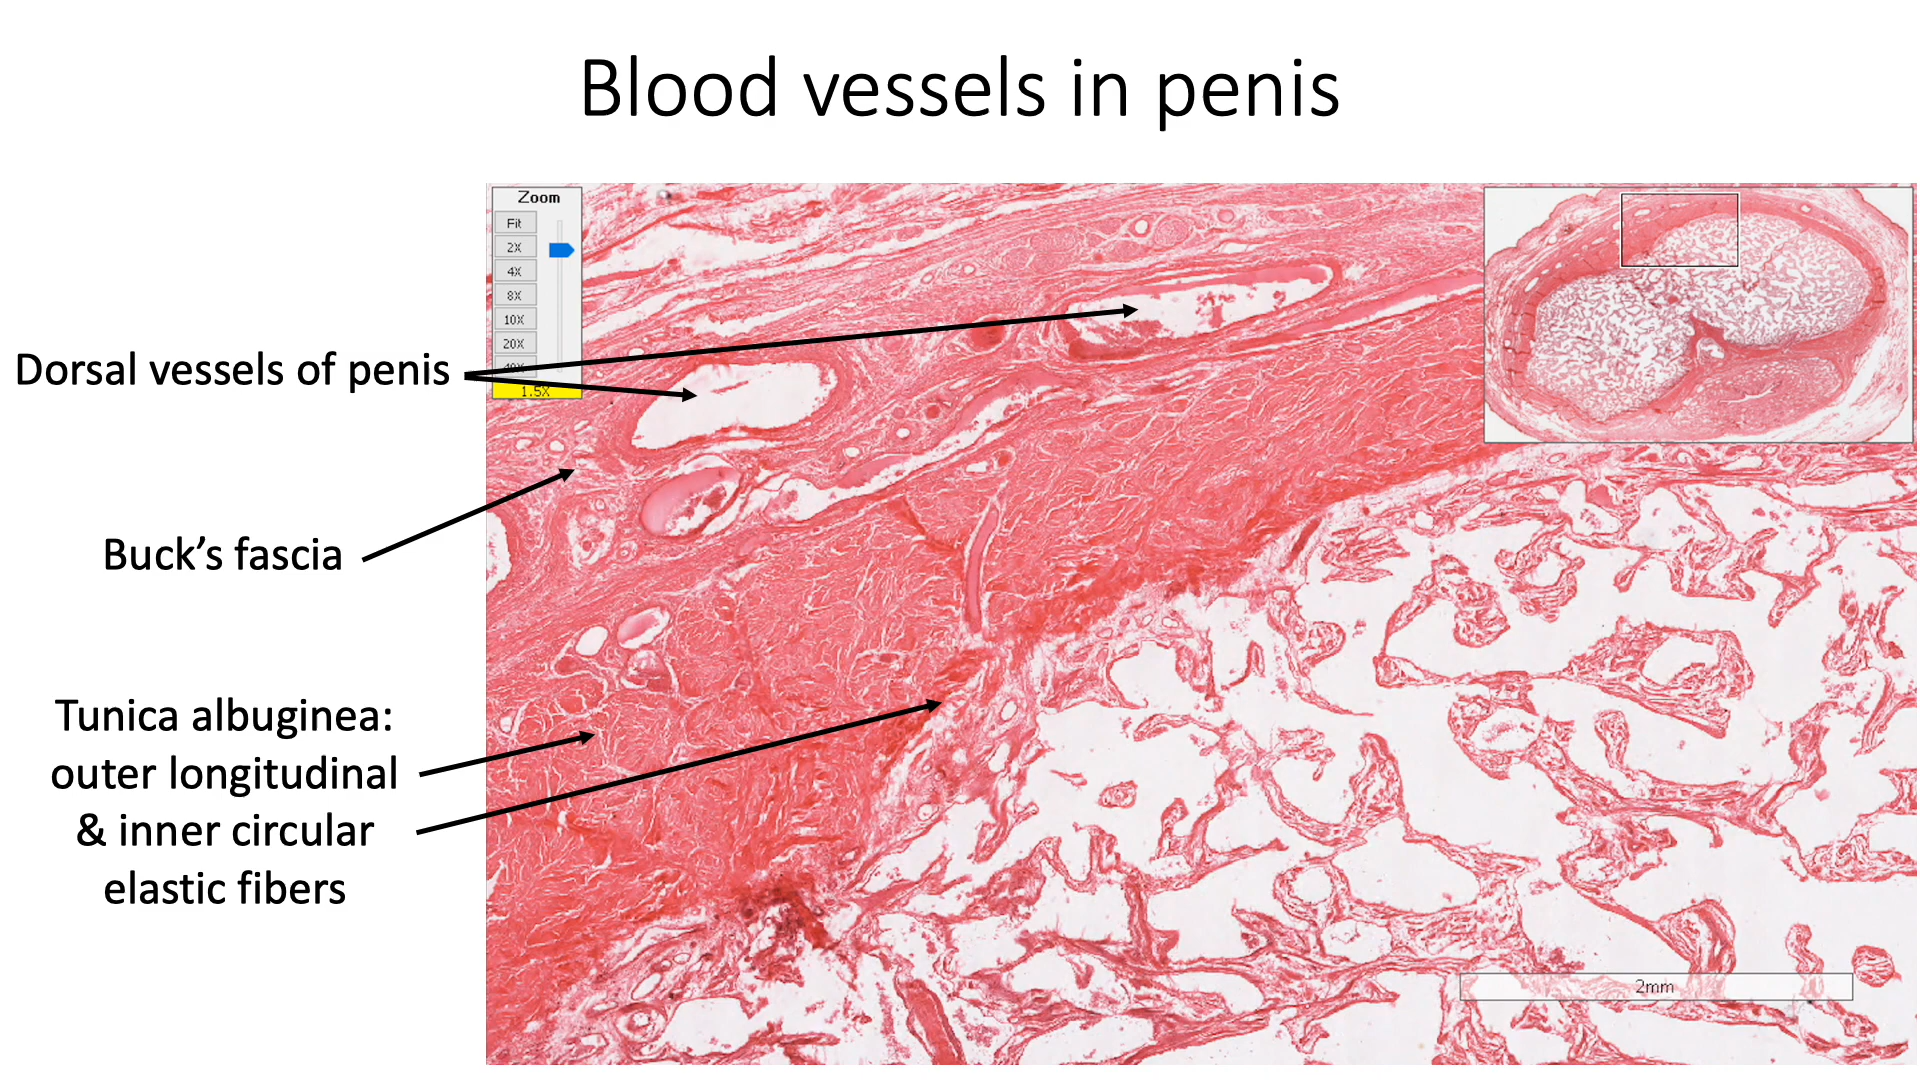 Blood vessels in penis
Zoom
Fit
2X
4X
8X
10X
20X
40X
1.5X
Dorsal vessels of penis
Buck’s fascia
Tunica albuginea:
outer longitudinal
& inner circular
elastic fibers
2mm